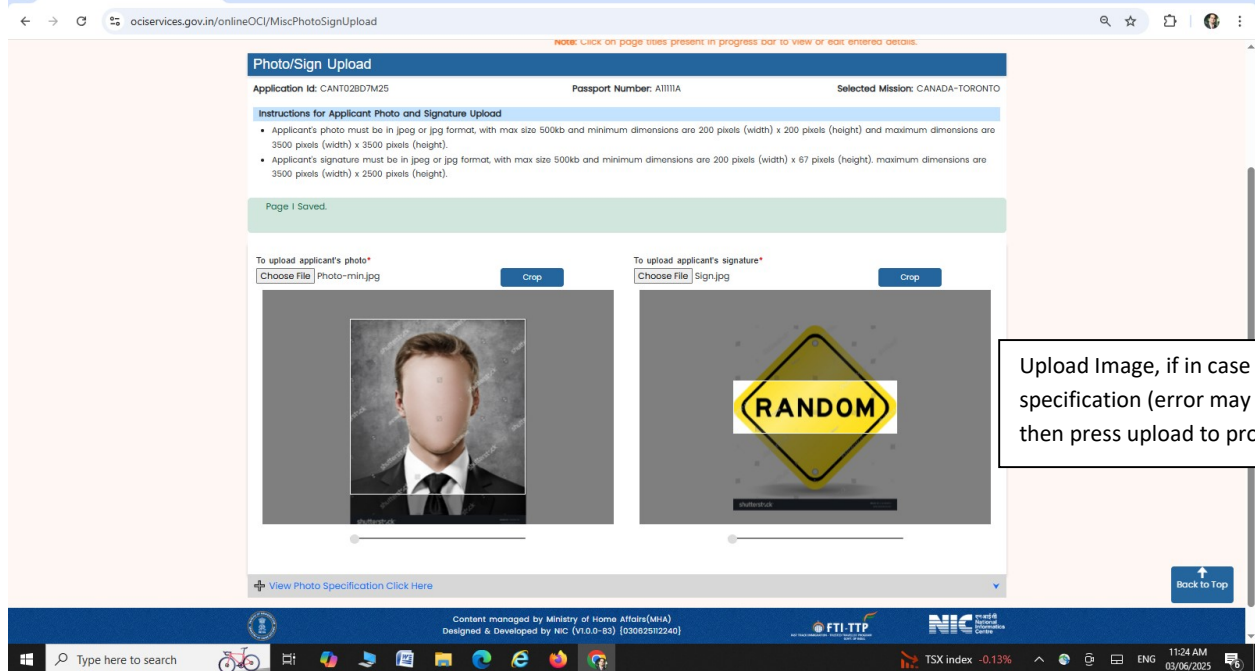 ociservices.gov.in/onlineOCI/MiscPhotoSignUpload
Note: Click on page titles present in progress bar to view or edit entered details.
Photo/Sign Upload
Application Id: CANT02BD7M25 Passport Number: A11111A Selected Mission: CANADA-TORONTO
Instructions for Applicant Photo and Signature Upload
Applicant's photo must be in jpeg or jpg format, with max size 500kb and minimum dimensions are 200 pixels (width) x 200 pixels (height) and maximum dimensions are
3500 pixels (width) x 3500 pixels (height).
Applicant's signature must be in jpeg or jpg format, with max size 500kb and minimum dimensions are 200 pixels (width) x 67 pixels (height). maximum dimensions are
3500 pixels (width) x 2500 pixels (height).
Page 1 Saved.
To upload applicant's photo*
Choose File Photo-min.jpg Crop
shutterstruck
To upload applicant's signature*
Choose File Sign.jpg Crop
RANDOM
shutterstruck
Upload Image, if in case
specification (error may
then press upload to pro
View Photo Specification Click Here
Back to Top
Content managed by Ministry of Home Affairs(MHA)
Designed & Developed by NIC (V1.0.0-83) {030625112240}
FTI-TTP
NIC एन आई सी
National
Informatics
Centre
Type here to search
TSX index -0.13%
ENG
11:24 AM
03/06/2025